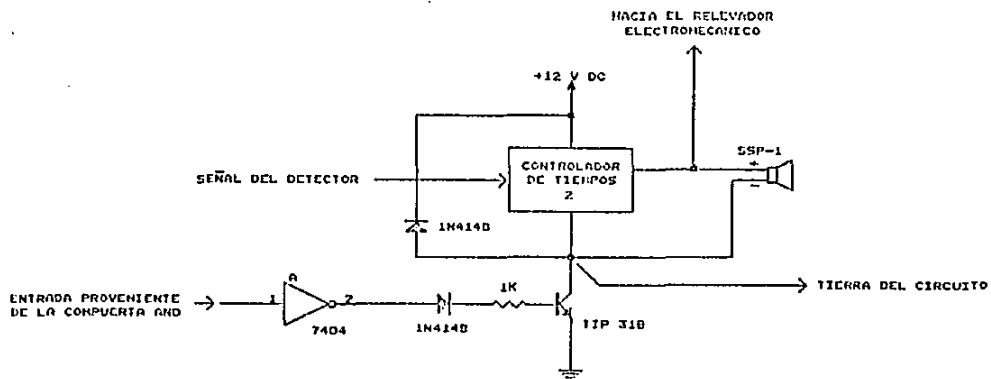 HACIA EL RELEVADOR
ELECTROMECANICO
+12 V DC
SSP-1
+
-
CONTROLADOR
DE TIEMPOS
2
SEÑAL DEL DETECTOR
1N4148
A
1K
ENTRADA PROVENIENTE
DE LA COMPUERTA AND
1
2
7404
1N4148
TIP 31B
TIERRA DEL CIRCUITO